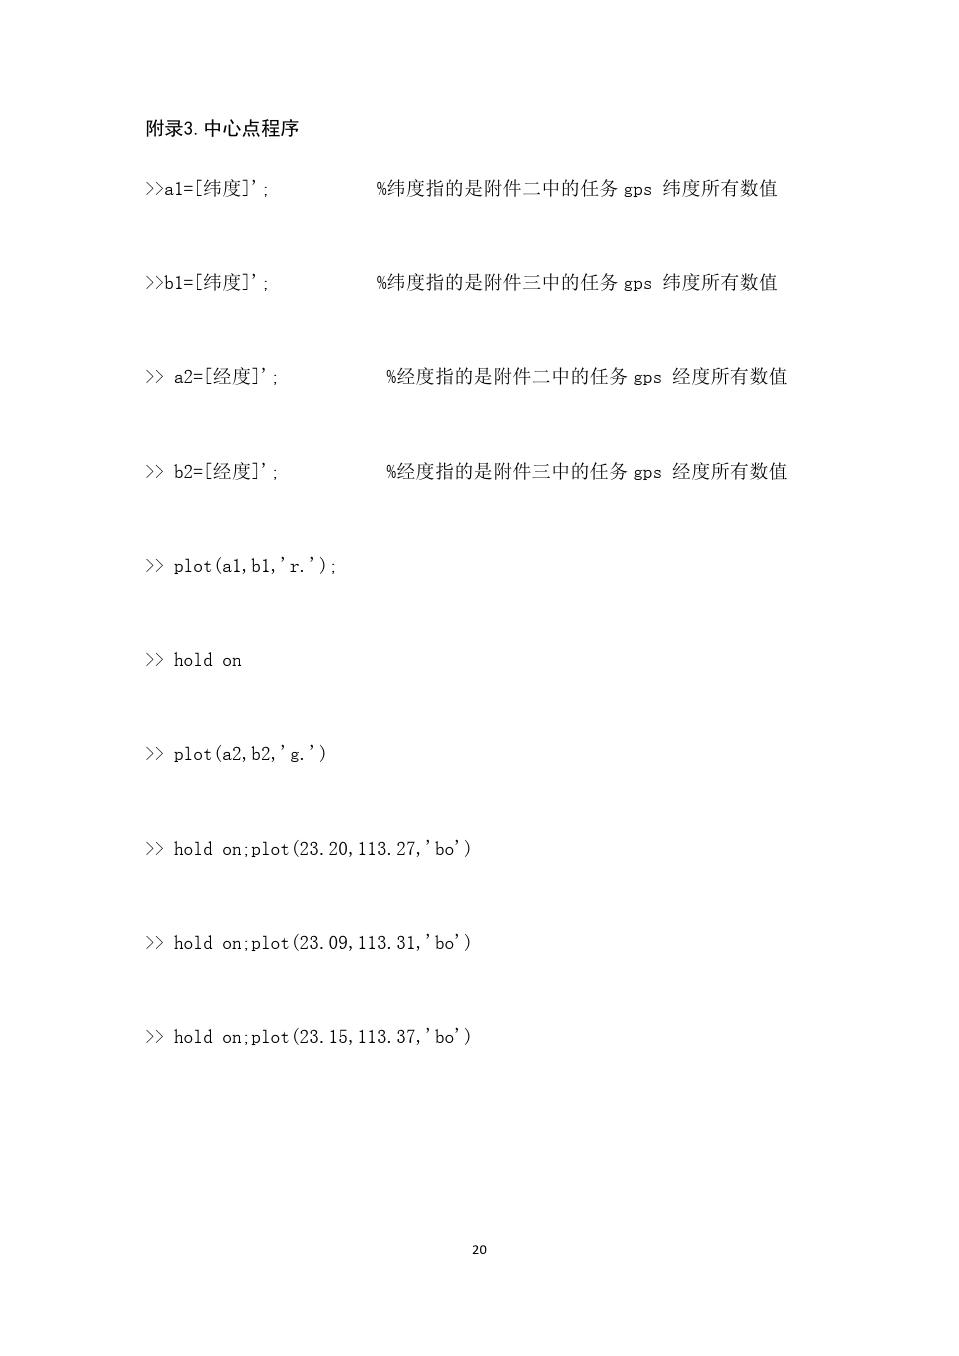 附录3.中心点程序
>>a1=[纬度]'; %纬度指的是附件二中的任务 gps 纬度所有数值
>>b1=[纬度]'; %纬度指的是附件三中的任务 gps 纬度所有数值
>> a2=[经度]'; %经度指的是附件二中的任务 gps 经度所有数值
>> b2=[经度]'; %经度指的是附件三中的任务 gps 经度所有数值
>> plot(a1,b1,'r.');
>> hold on
>> plot(a2,b2,'g.')
>> hold on;plot(23.20,113.27,'bo')
>> hold on;plot(23.09,113.31,'bo')
>> hold on;plot(23.15,113.37,'bo')
20